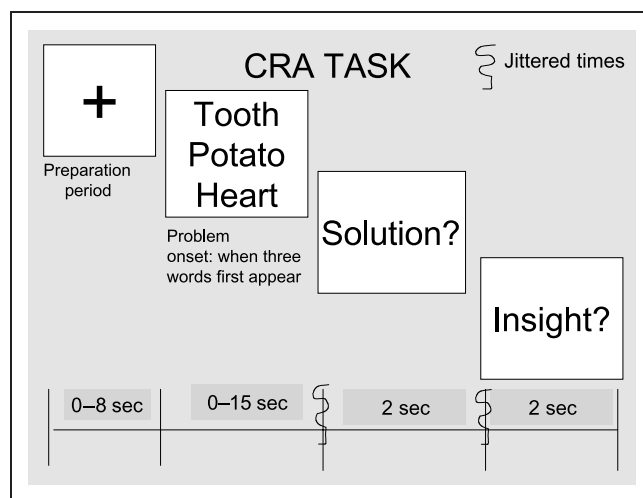 CRA TASK
Jittered times
+
Preparation
period
Tooth
Potato
Heart
Problem
onset: when three
words first appear
Solution?
Insight?
0–8 sec
0–15 sec
2 sec
2 sec